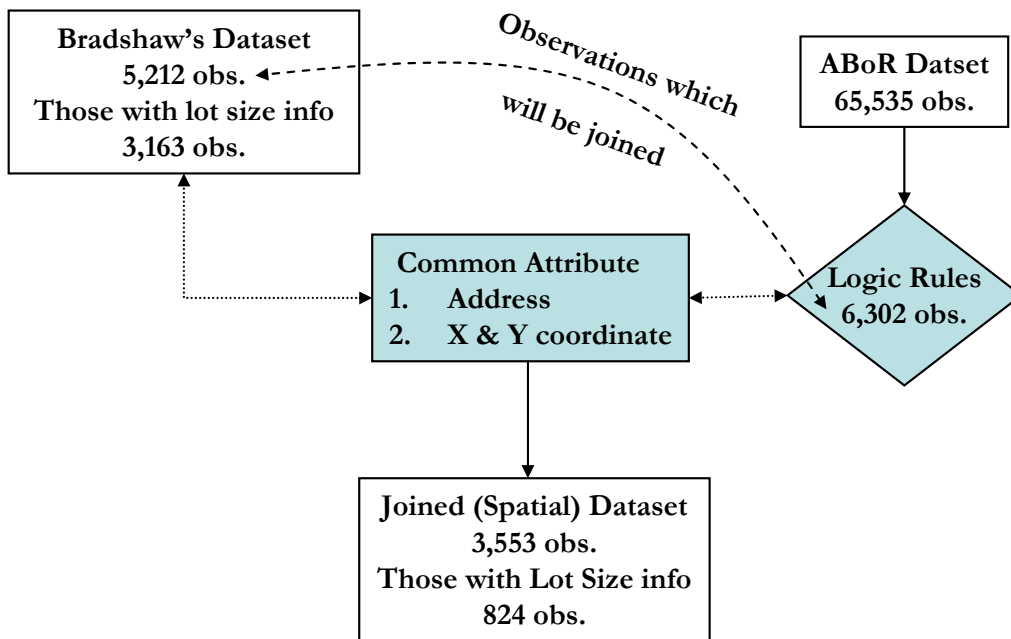 Bradshaw's Dataset
5,212 obs.
Those with lot size info
3,163 obs.
Observations which
will be joined
ABoR Datset
65,535 obs.
Common Attribute
1. Address
2. X & Y coordinate
Logic Rules
6,302 obs.
Joined (Spatial) Dataset
3,553 obs.
Those with Lot Size info
824 obs.